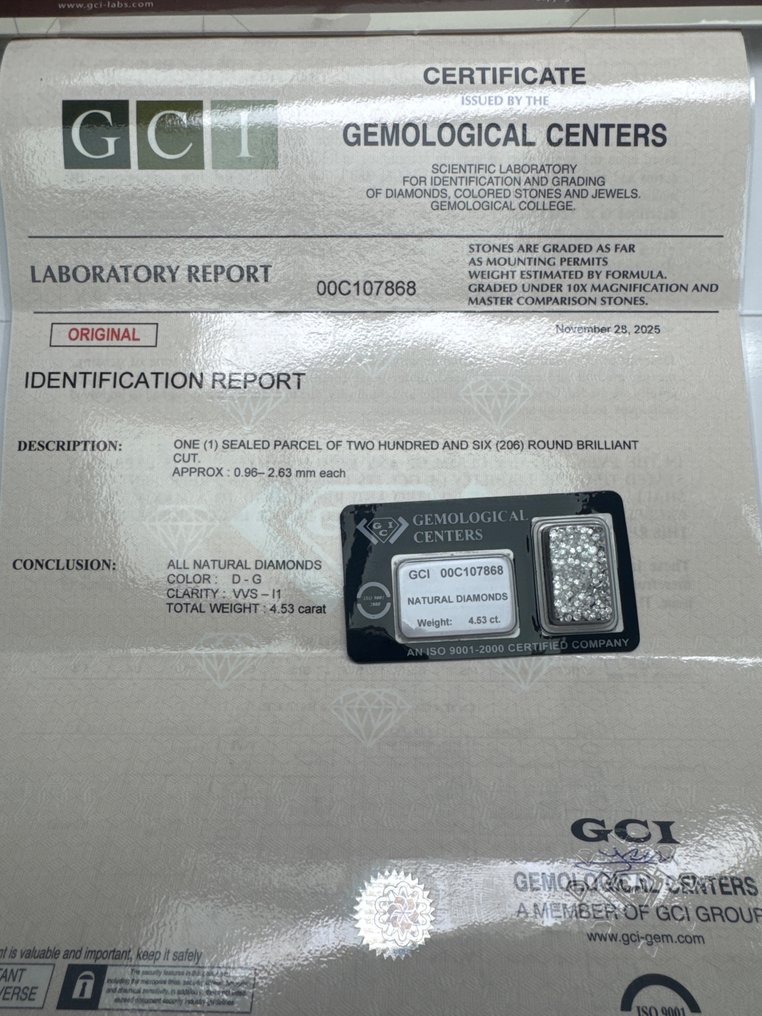 www.gci-labs.com
GCI
CERTIFICATE
ISSUED BY THE
GEMOLOGICAL CENTERS
SCIENTIFIC LABORATORY
FOR IDENTIFICATION AND GRADING
OF DIAMONDS, COLORED STONES AND JEWELS.
GEMOLOGICAL COLLEGE.
LABORATORY REPORT
00C107868
STONES ARE GRADED AS FAR
AS MOUNTING PERMITS
WEIGHT ESTIMATED BY FORMULA.
GRADED UNDER 10X MAGNIFICATION AND
MASTER COMPARISON STONES.
ORIGINAL
November 28, 2025
IDENTIFICATION REPORT
DESCRIPTION: ONE (1) SEALED PARCEL OF TWO HUNDRED AND SIX (206) ROUND BRILLIANT
CUT.
APPROX : 0.96– 2.63 mm each
CONCLUSION: ALL NATURAL DIAMONDS
COLOR : D - G
CLARITY : VVS – I1
TOTAL WEIGHT : 4.53 carat
GEMOLOGICAL
CENTERS
GCI 00C107868
NATURAL DIAMONDS
Weight: 4.53 ct.
AN ISO 9001-2000 CERTIFIED COMPANY
GCI
GEMOLOGICAL CENTERS
A MEMBER OF GCI GROUP
www.gci-gem.com
nt is valuable and important, keep it safely
TANT
VERSE
ISO 9001